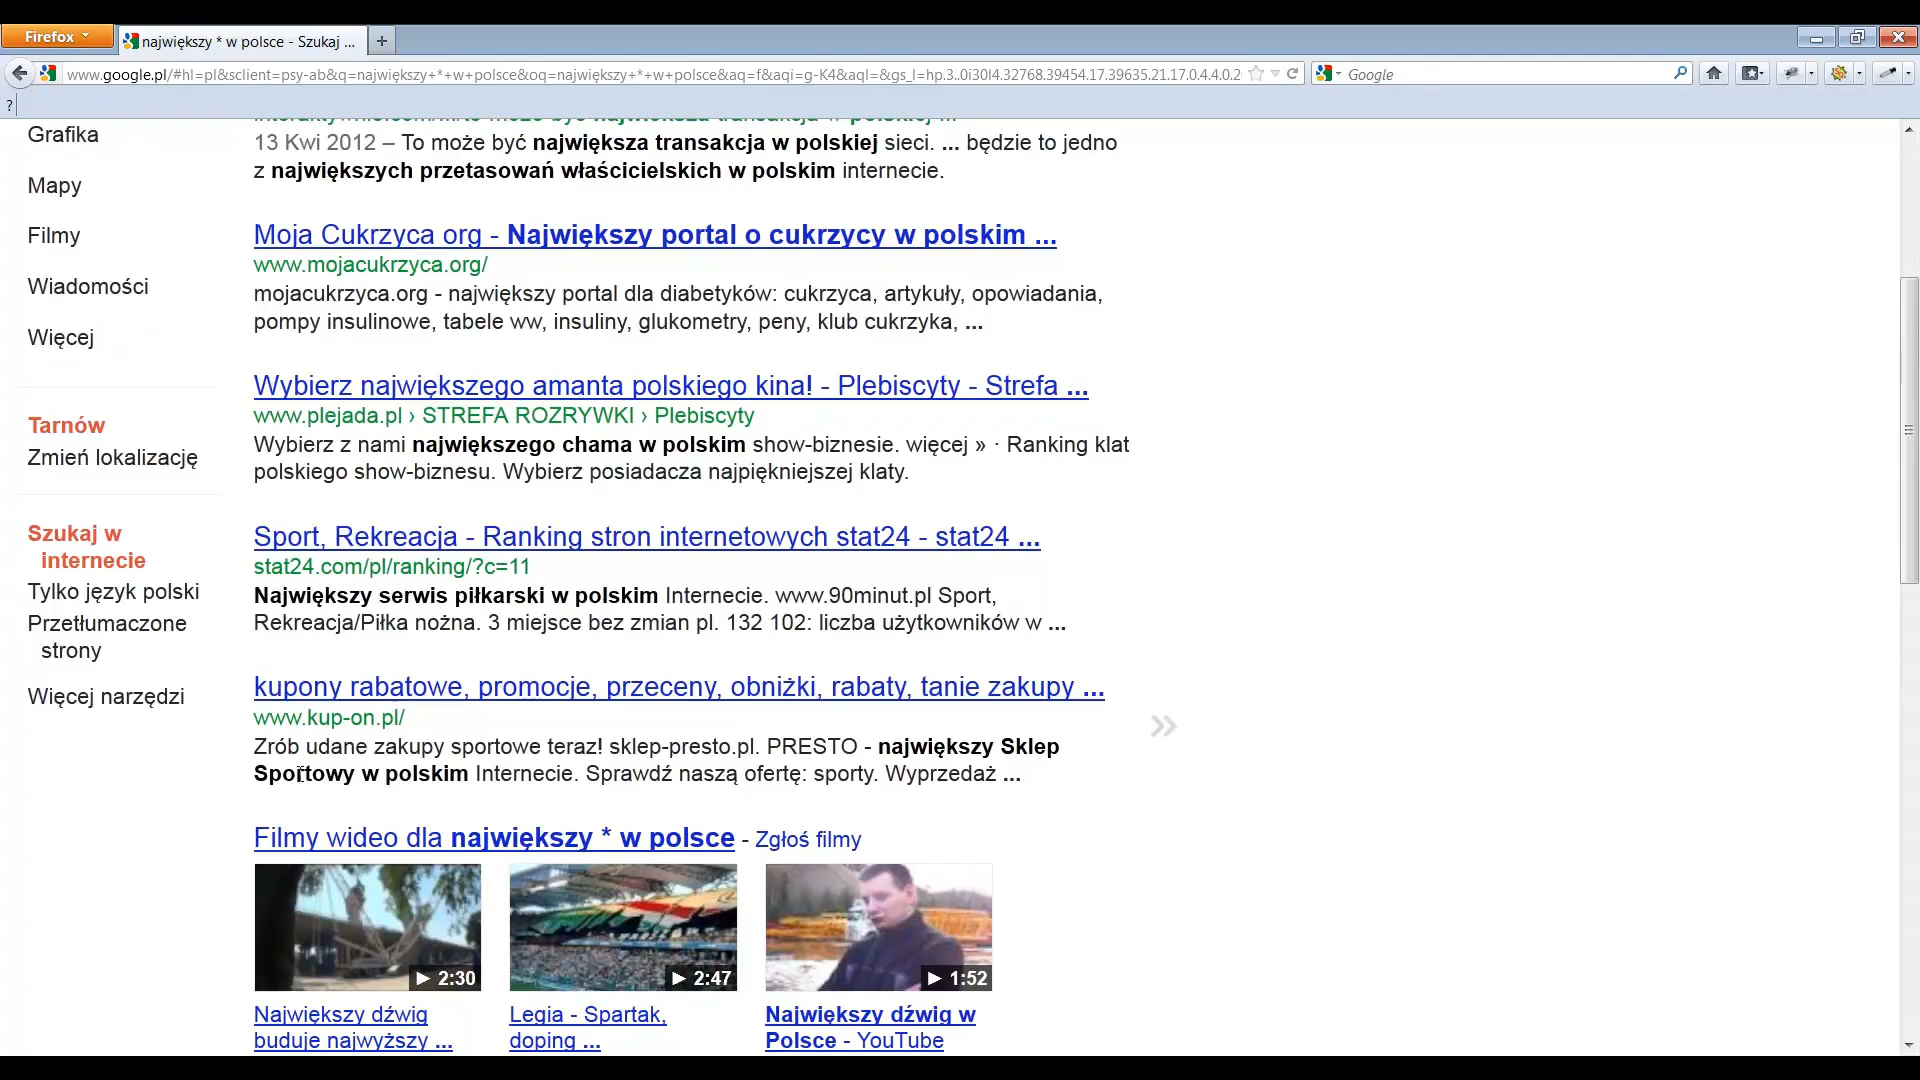 Firefox
największy * w polsce - Szukaj ...
www.google.pl/#hl=pl&sclient=psy-ab&q=największy+*+w+polsce&oq=największy+*+w+polsce&aq=f&aqi=g-K4&aql=&gs_l=hp.3..0i30l4.32768.39454.17.39635.21.17.0.4.4.0.2
Google
?
13 Kwi 2012 – To może być największa transakcja w polskiej sieci. ... będzie to jedno
z największych przetasowań właścicielskich w polskim internecie.
Grafika
Mapy
Filmy
Wiadomości
Więcej
Tarnów
Zmień lokalizację
Szukaj w
internecie
Tylko język polski
Przetłumaczone
strony
Więcej narzędzi
Moja Cukrzyca org - Największy portal o cukrzycy w polskim ...
www.mojacukrzyca.org/
mojacukrzyca.org - największy portal dla diabetyków: cukrzyca, artykuły, opowiadania,
pompy insulinowe, tabele ww, insuliny, glukometry, peny, klub cukrzyka, ...
Wybierz największego amanta polskiego kina! - Plebiscyty - Strefa ...
www.plejada.pl › STREFA ROZRYWKI › Plebiscyty
Wybierz z nami największego chama w polskim show-biznesie. więcej » · Ranking klat
polskiego show-biznesu. Wybierz posiadacza najpiękniejszej klaty.
Sport, Rekreacja - Ranking stron internetowych stat24 - stat24 ...
stat24.com/pl/ranking/?c=11
Największy serwis piłkarski w polskim Internecie. www.90minut.pl Sport,
Rekreacja/Piłka nożna. 3 miejsce bez zmian pl. 132 102: liczba użytkowników w ...
kupony rabatowe, promocje, przeceny, obniżki, rabaty, tanie zakupy ...
www.kup-on.pl/
Zrób udane zakupy sportowe teraz! sklep-presto.pl. PRESTO - największy Sklep
Sportowy w polskim Internecie. Sprawdź naszą ofertę: sporty. Wyprzedaż ...
Filmy wideo dla największy * w polsce - Zgłoś filmy
2:30
2:47
1:52
Największy dźwig
buduje najwyższy ...
Legia - Spartak,
doping ...
Największy dźwig w
Polsce - YouTube